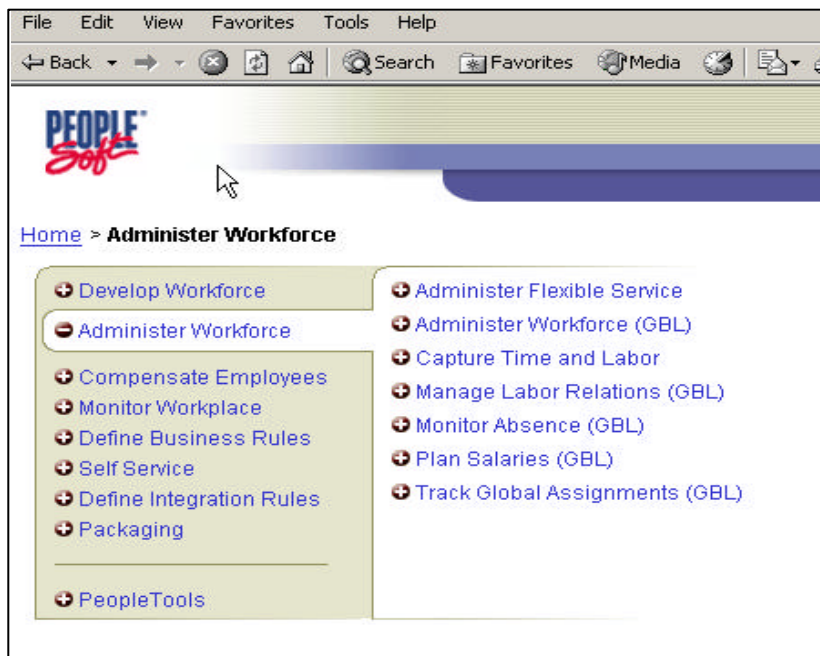 File Edit View Favorites Tools Help
Back Search Favorites Media
PEOPLE
Soft
Home > Administer Workforce
Develop Workforce
Administer Workforce
Compensate Employees
Monitor Workplace
Define Business Rules
Self Service
Define Integration Rules
Packaging
PeopleTools
Administer Flexible Service
Administer Workforce (GBL)
Capture Time and Labor
Manage Labor Relations (GBL)
Monitor Absence (GBL)
Plan Salaries (GBL)
Track Global Assignments (GBL)